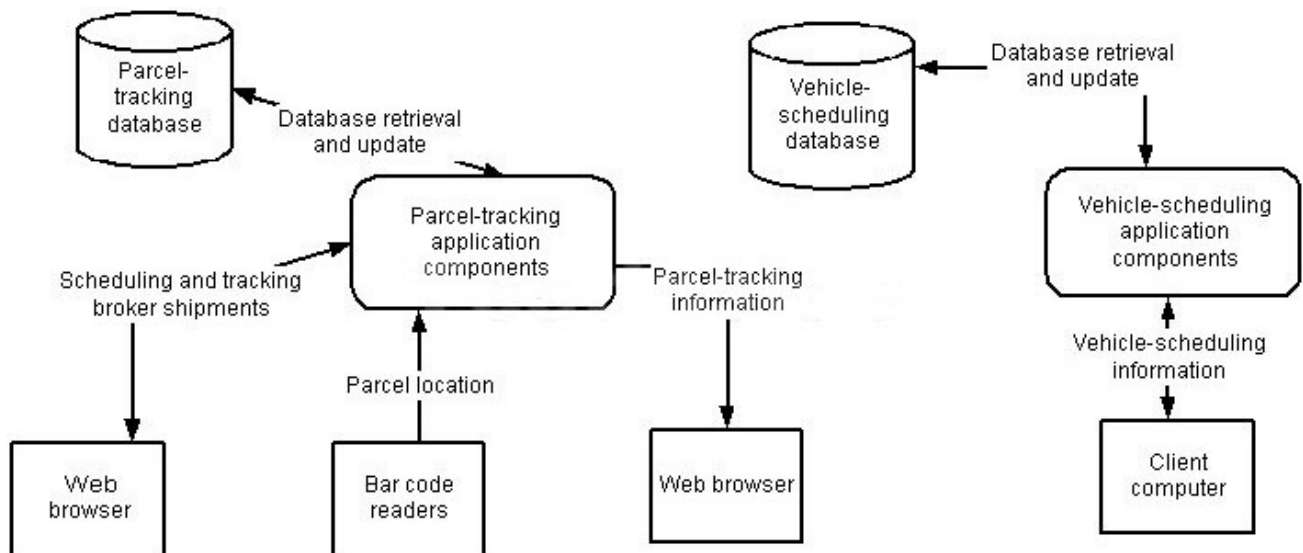 Parcel-
tracking
database
Database retrieval
and update
Vehicle-
scheduling
database
Database retrieval
and update
Parcel-tracking
application
components
Vehicle-scheduling
application
components
Scheduling and tracking
broker shipments
Parcel-tracking
information
Parcel location
Vehicle-scheduling
information
Web
browser
Bar code
readers
Web browser
Client
computer